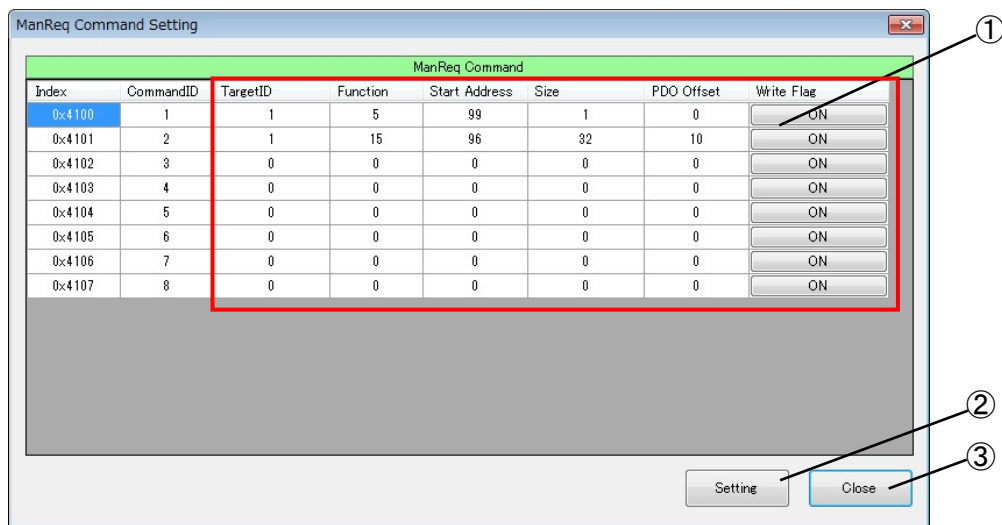 ManReq Command Setting
①
ManReq Command
Index CommandID TargetID Function Start Address Size PDO Offset Write Flag
0x4100 1 1 5 99 1 0 ON
0x4101 2 1 15 96 32 10 ON
0x4102 3 0 0 0 0 0 ON
0x4103 4 0 0 0 0 0 ON
0x4104 5 0 0 0 0 0 ON
0x4105 6 0 0 0 0 0 ON
0x4106 7 0 0 0 0 0 ON
0x4107 8 0 0 0 0 0 ON
②
③
Setting Close